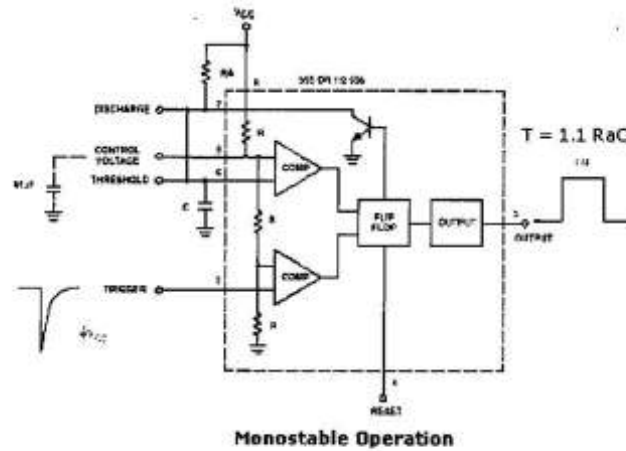 Vcc
RA
8
555 OR 1/2 556
DISCHARGE
7
R
T = 1.1 RaC
CONTROL
VOLTAGE
5
COMP
THRESHOLD
6
C
R
FLIP
FLOP
OUTPUT
3
OUTPUT
COMP
TRIGGER
2
R
4
RESET
Monostable Operation